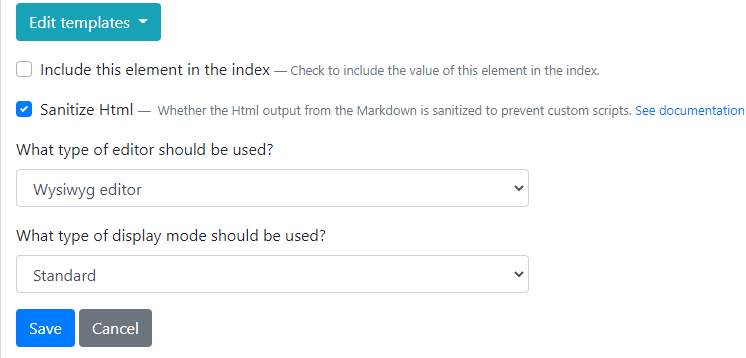 Edit templates
Include this element in the index — Check to include the value of this element in the index.
Sanitize Html — Whether the Html output from the Markdown is sanitized to prevent custom scripts. See documentation
What type of editor should be used?
Wysiwyg editor
What type of display mode should be used?
Standard
Save Cancel